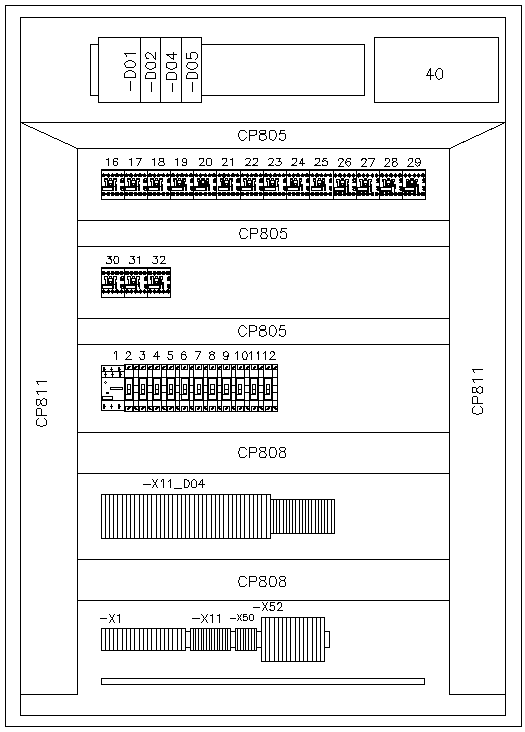 -D01 -D02 -D04 -D05
40
CP805
16 17 18 19 20 21 22 23 24 25 26 27 28 29
CP805
30 31 32
CP805
1 2 3 4 5 6 7 8 9 10 11 12
CP811
CP811
CP808
-X11_D04
CP808
-X1 -X11 -X50 -X52